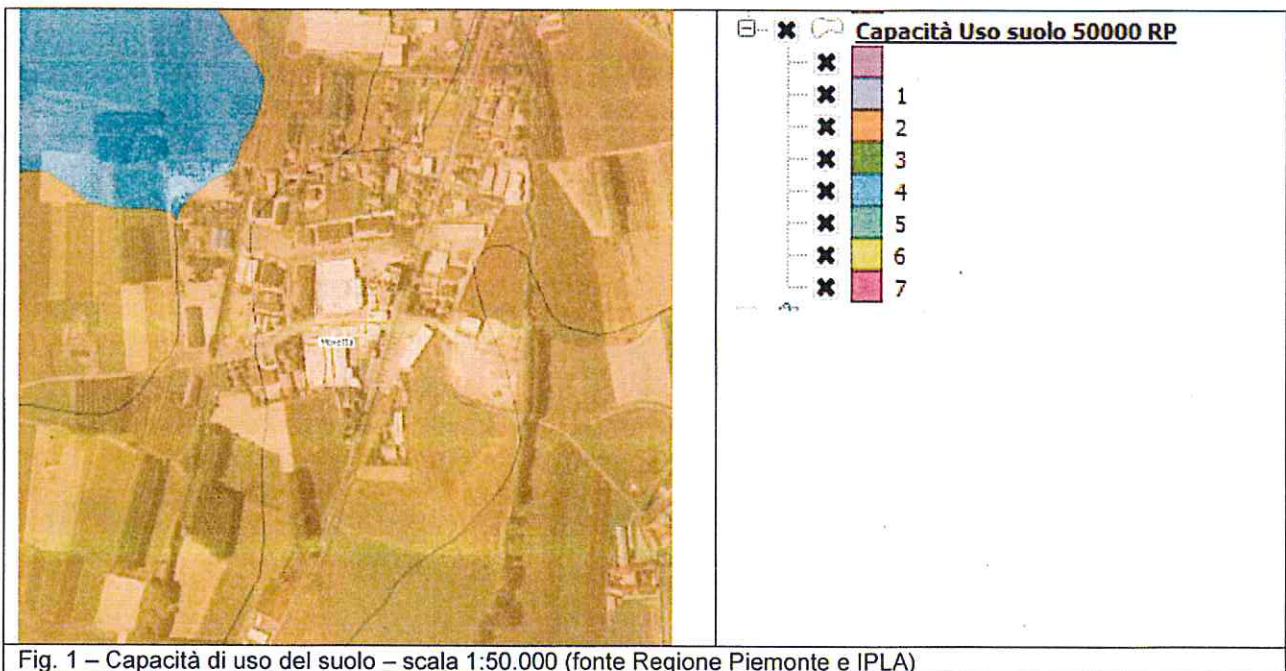 Capacità Uso suolo 50000 RP
1
2
3
4
5
6
7
Moretta
Fig. 1 – Capacità di uso del suolo – scala 1:50.000 (fonte Regione Piemonte e IPLA)